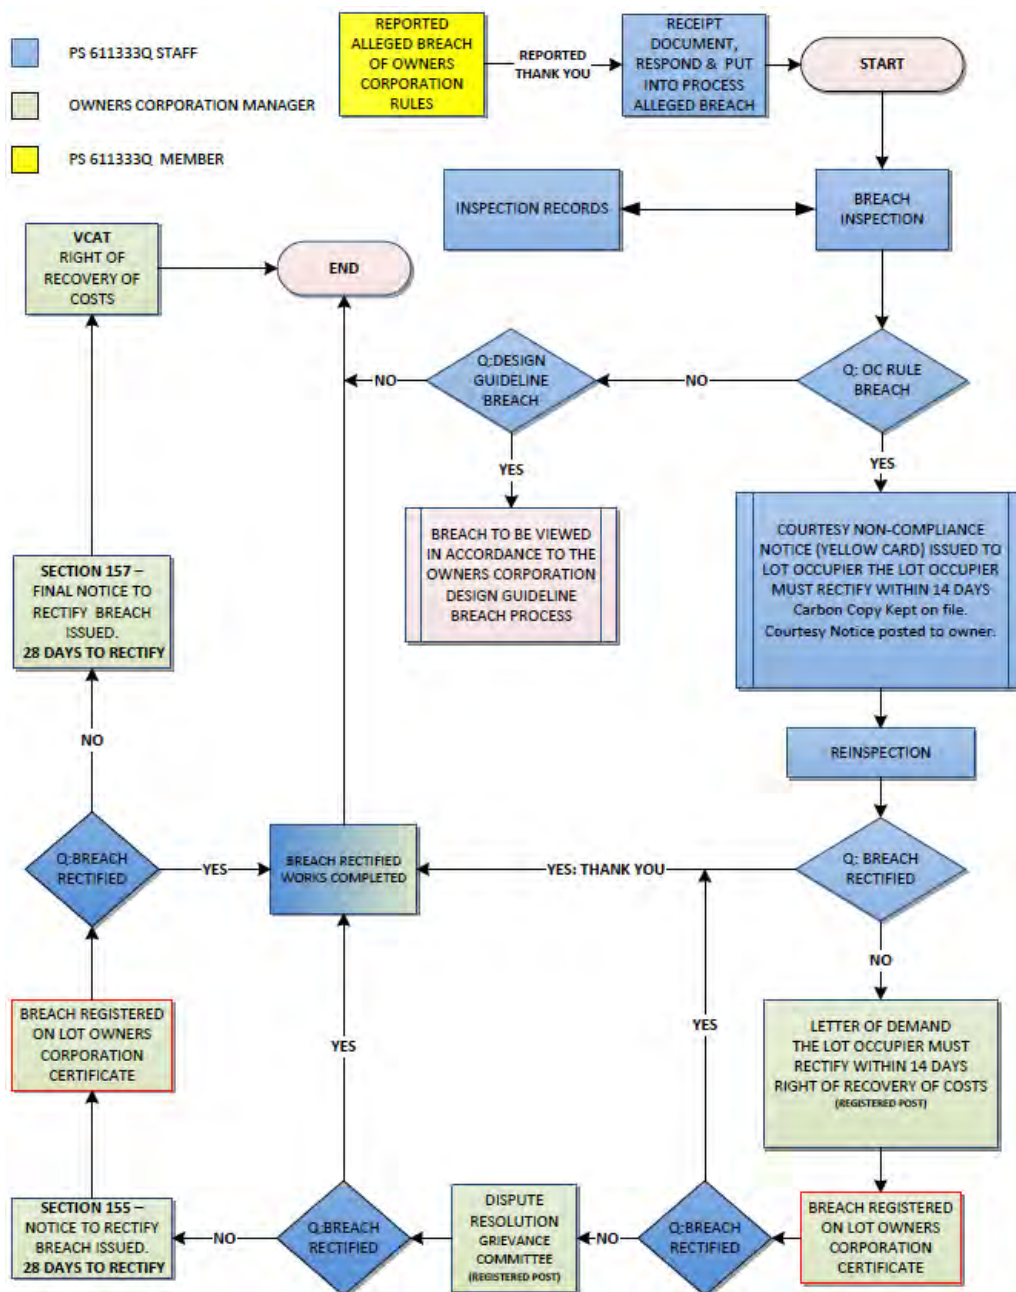 PS 611333Q STAFF
OWNERS CORPORATION MANAGER
PS 611333Q  MEMBER
REPORTED
ALLEGED BREACH
OF OWNERS
CORPORATION
RULES
REPORTED
THANK YOU
RECEIPT
DOCUMENT,
RESPOND &  PUT
INTO PROCESS
ALLEGED BREACH
START
INSPECTION RECORDS
BREACH
INSPECTION
VCAT
RIGHT OF
RECOVERY OF
COSTS
END
Q:DESIGN
GUIDELINE
BREACH
NO
NO
Q: OC RULE
BREACH
YES
YES
BREACH TO BE VIEWED
IN ACCORDANCE TO THE
OWNERS CORPORATION
DESIGN GUIDELINE
BREACH PROCESS
COURTESY NON-COMPLIANCE
NOTICE (YELLOW CARD) ISSUED TO
LOT OCCUPIER THE LOT OCCUPIER
MUST RECTIFY WITHIN 14 DAYS
Carbon Copy Kept on file.
Courtesy Notice posted to owner.
SECTION 157 –
FINAL NOTICE TO
RECTIFY  BREACH
ISSUED.
28 DAYS TO RECTIFY
REINSPECTION
NO
Q:BREACH
RECTIFIED
YES
BREACH RECTIFIED
WORKS COMPLETED
YES: THANK YOU
Q: BREACH
RECTIFIED
NO
BREACH REGISTERED
ON LOT OWNERS
CORPORATION
CERTIFICATE
YES
YES
LETTER OF DEMAND
THE LOT OCCUPIER MUST
RECTIFY WITHIN 14 DAYS
RIGHT OF RECOVERY OF COSTS
(REGISTERED POST)
SECTION 155 –
NOTICE TO RECTIFY
BREACH ISSUED.
28 DAYS TO RECTIFY
NO
Q:BREACH
RECTIFIED
DISPUTE
RESOLUTION
GRIEVANCE
COMMITTEE
(REGISTERED POST)
NO
Q:BREACH
RECTIFIED
BREACH REGISTERED
ON LOT OWNERS
CORPORATION
CERTIFICATE